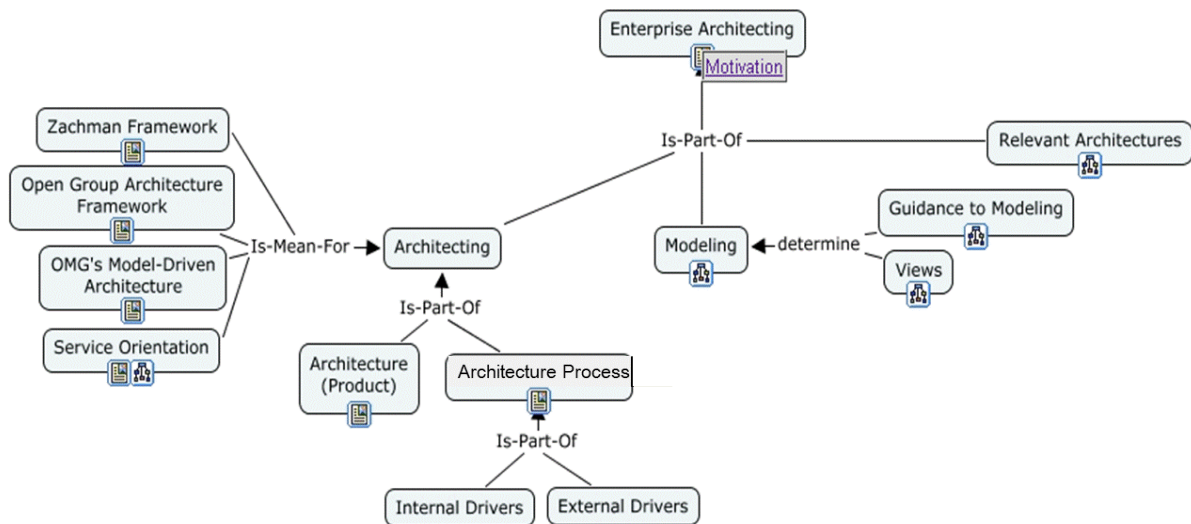 Enterprise Architecting
Motivation
Zachman Framework
Is-Part-Of
Relevant Architectures
Open Group Architecture
Framework
Guidance to Modeling
Is-Mean-For
Architecting
Modeling
determine
OMG's Model-Driven
Architecture
Views
Is-Part-Of
Service Orientation
Architecture
(Product)
Architecture Process
Is-Part-Of
Internal Drivers
External Drivers